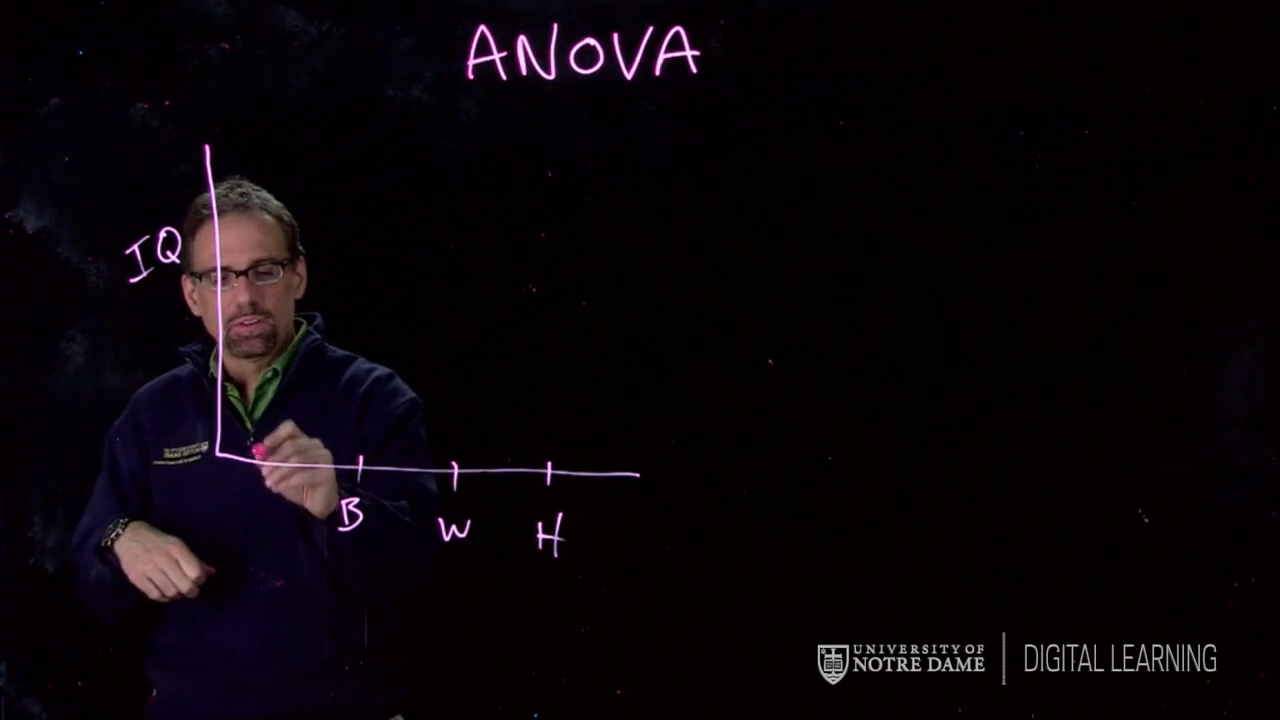 ANOVA
IQ
B W H
UNIVERSITY OF
NOTRE DAME
DIGITAL LEARNING